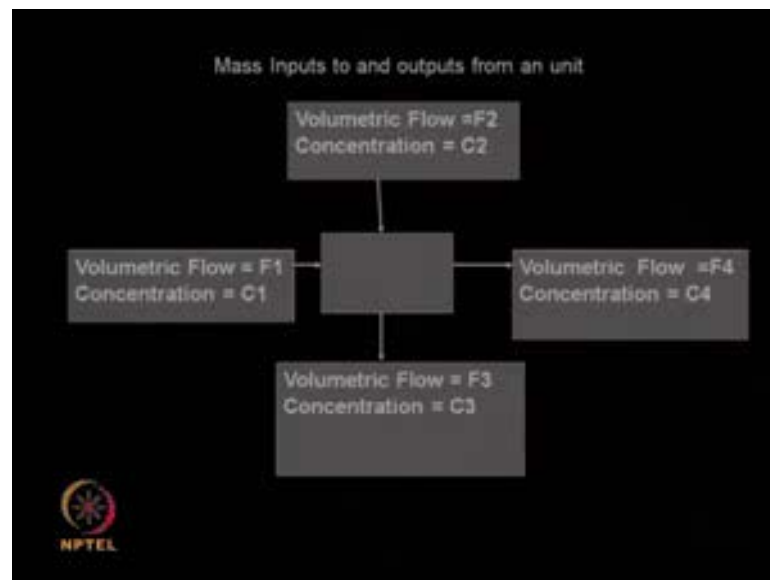 Mass Inputs to and outputs from an unit
Volumetric Flow =F2
Concentration = C2
Volumetric Flow = F1
Concentration = C1
Volumetric Flow =F4
Concentration = C4
Volumetric Flow = F3
Concentration = C3
NPTEL